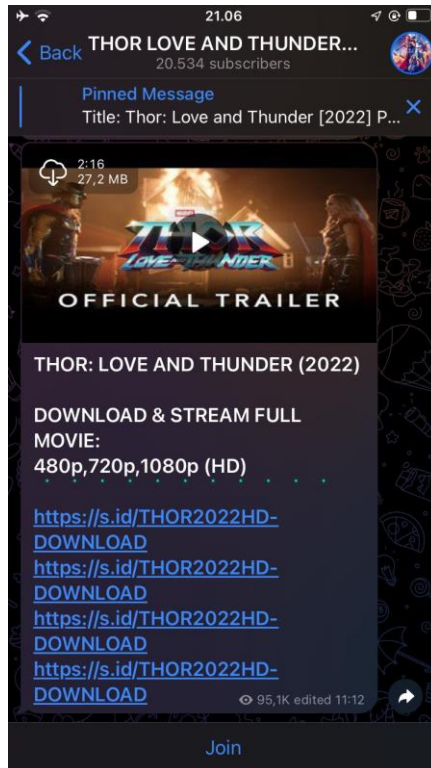 21.06
Back
THOR LOVE AND THUNDER...
20.534 subscribers
Pinned Message
Title: Thor: Love and Thunder [2022] P...
2:16
27,2 MB
MARVEL
THOR
LOVE AND THUNDER
OFFICIAL TRAILER
THOR: LOVE AND THUNDER (2022)
DOWNLOAD & STREAM FULL
MOVIE:
480p,720p,1080p (HD)
https://s.id/THOR2022HD-
DOWNLOAD
https://s.id/THOR2022HD-
DOWNLOAD
https://s.id/THOR2022HD-
DOWNLOAD
https://s.id/THOR2022HD-
DOWNLOAD
95,1K edited 11:12
Join